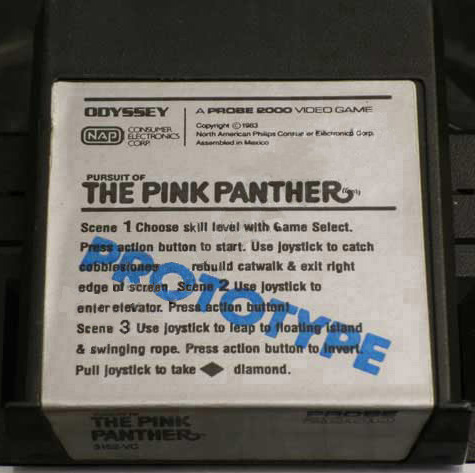 ODYSSEY
A PROBE 2000 VIDEO GAME
NAP CONSUMER ELECTRONICS CORP.
Copyright ©1983
North American Philips Consumer Electronics Corp.
Assembled in Mexico
PURSUIT OF
THE PINK PANTHER
Scene 1 Choose skill level with Game Select.
Press action button to start. Use joystick to catch
cobblestones rebuild catwalk & exit right
edge of screen. Scene 2 Use joystick to
enter elevator. Press action button!
Scene 3 Use joystick to leap to floating island
& swinging rope. Press action button to invert.
Pull joystick to take ◆ diamond.
PROTOTYPE
THE PINK
PANTHER
PROBE